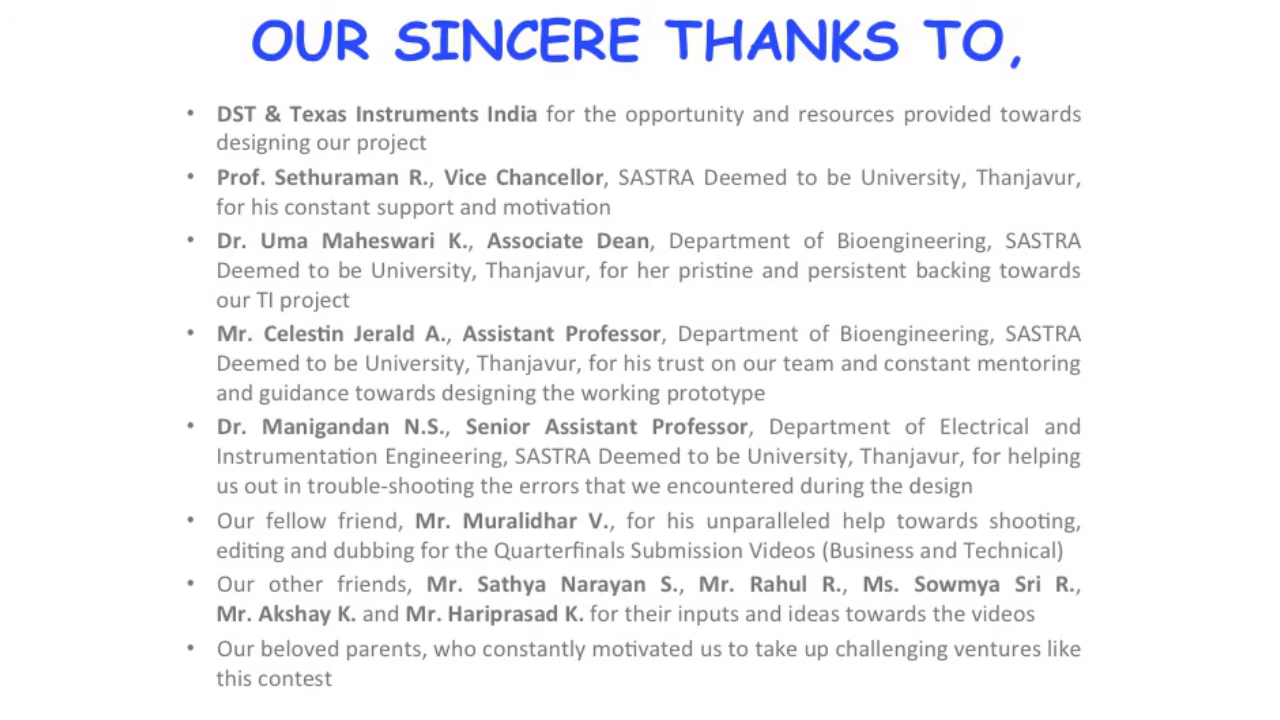 OUR SINCERE THANKS TO,
• DST & Texas Instruments India for the opportunity and resources provided towards
designing our project
• Prof. Sethuraman R., Vice Chancellor, SASTRA Deemed to be University, Thanjavur,
for his constant support and motivation
• Dr. Uma Maheswari K., Associate Dean, Department of Bioengineering, SASTRA
Deemed to be University, Thanjavur, for her pristine and persistent backing towards
our TI project
• Mr. Celestin Jerald A., Assistant Professor, Department of Bioengineering, SASTRA
Deemed to be University, Thanjavur, for his trust on our team and constant mentoring
and guidance towards designing the working prototype
• Dr. Manigandan N.S., Senior Assistant Professor, Department of Electrical and
Instrumentation Engineering, SASTRA Deemed to be University, Thanjavur, for helping
us out in trouble-shooting the errors that we encountered during the design
• Our fellow friend, Mr. Muralidhar V., for his unparalleled help towards shooting,
editing and dubbing for the Quarterfinals Submission Videos (Business and Technical)
• Our other friends, Mr. Sathya Narayan S., Mr. Rahul R., Ms. Sowmya Sri R.,
Mr. Akshay K. and Mr. Hariprasad K. for their inputs and ideas towards the videos
• Our beloved parents, who constantly motivated us to take up challenging ventures like
this contest